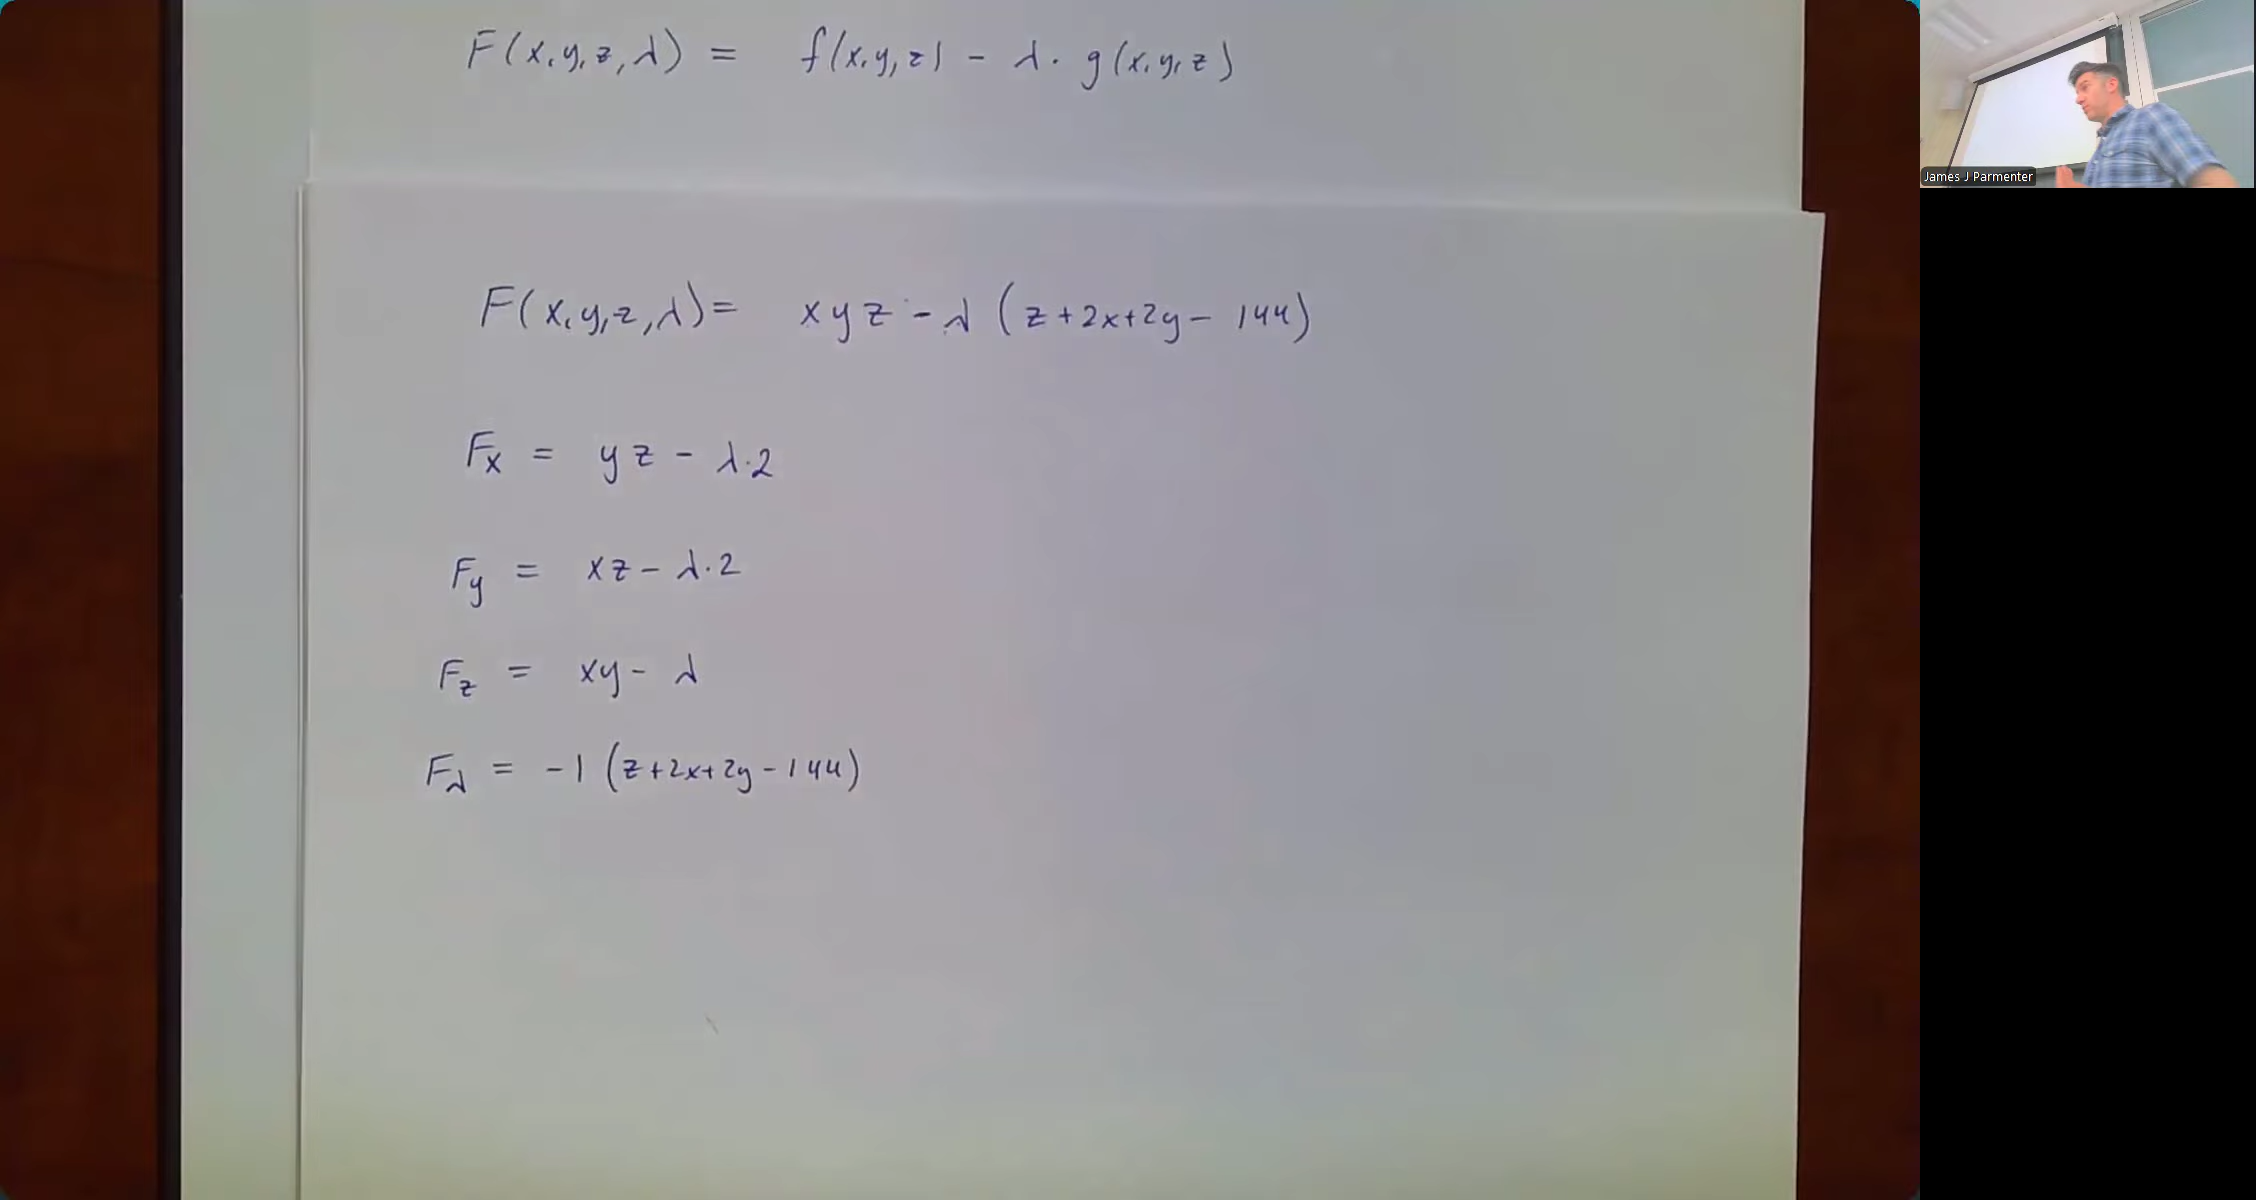 F(x,y,z,λ) = f(x,y,z) - λ · g(x,y,z)
James J Parmenter
F(x,y,z,λ) = xyz - λ (z+2x+2y- 144)
Fx = yz - λ·2
Fy = xz - λ·2
Fz = xy - λ
Fλ = -1 (z+2x+2y-144)